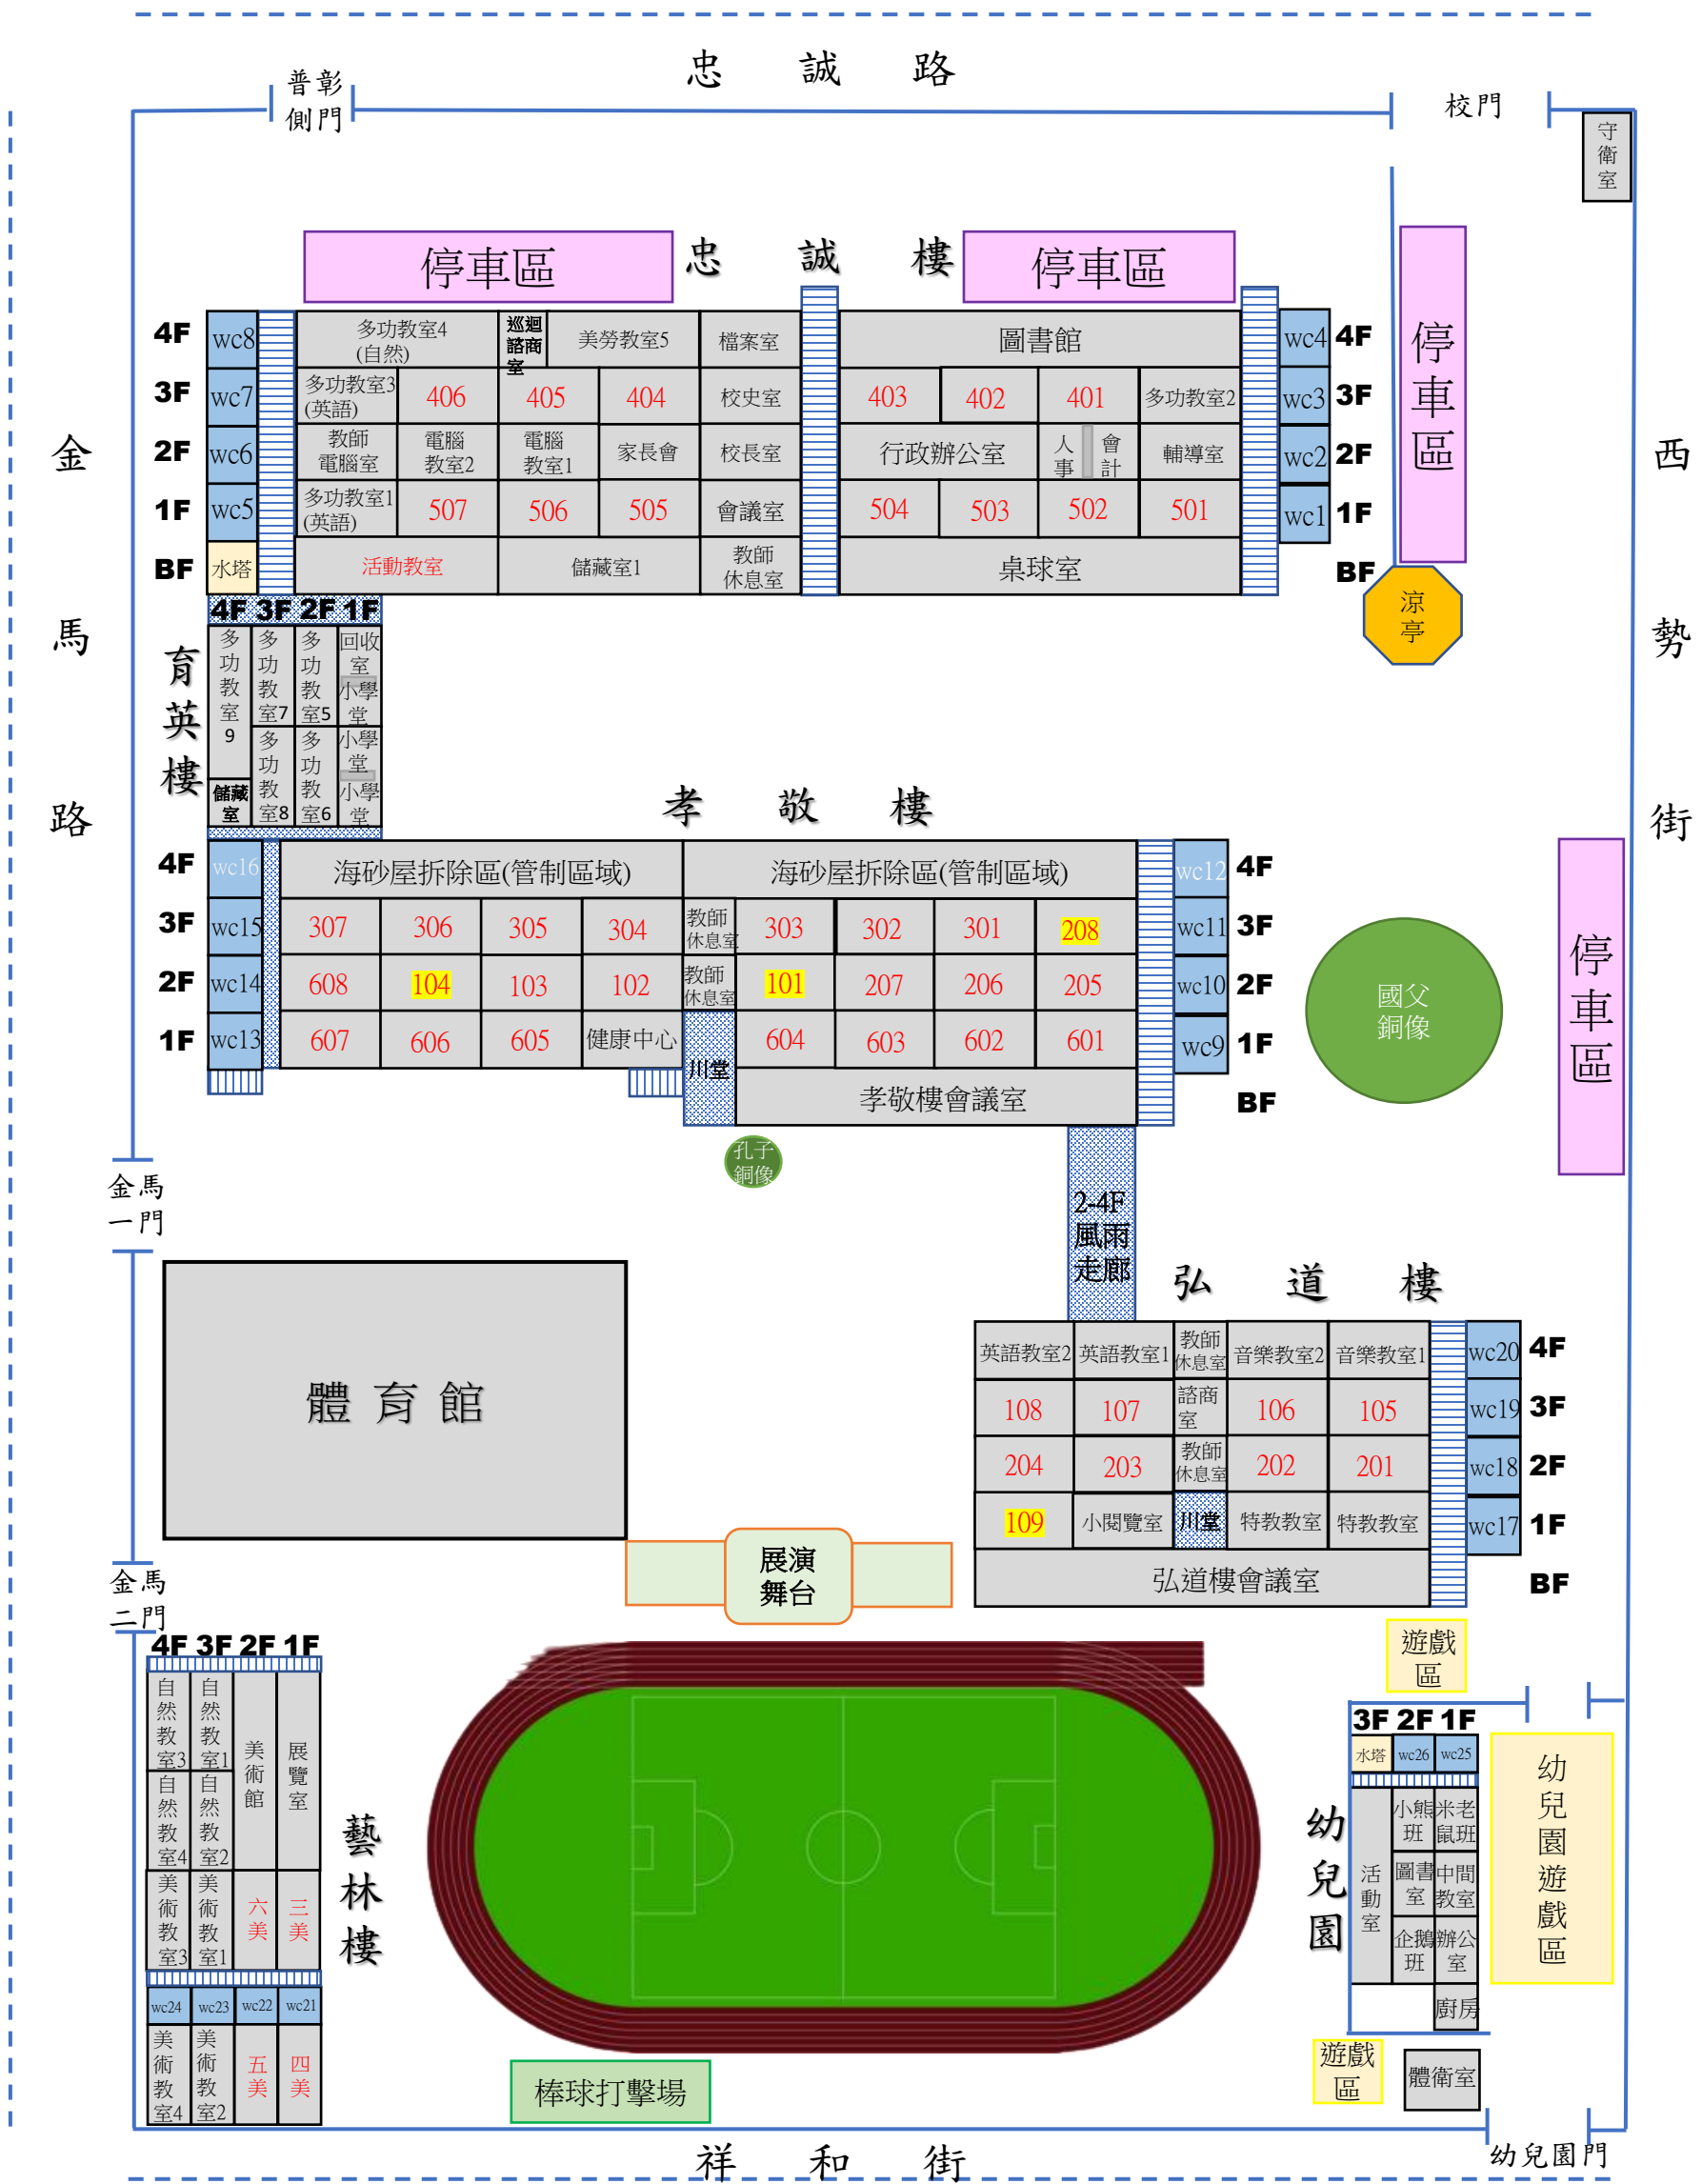 忠 誠 路
普彰
側門
校門
守
衛
室
停車區
忠 誠 樓
停車區
停
車
區
4F wc8 多功教室4
(自然) 巡迴
諮商
室 美勞教室5 檔案室 圖書館 wc4 4F
3F wc7 多功教室3
(英語) 406 405 404 校史室 403 402 401 多功教室2 wc3 3F
2F wc6 教師
電腦室 電腦
教室2 電腦
教室1 家長會 校長室 行政辦公室 人
事 會
計 輔導室 wc2 2F
1F wc5 多功教室1
(英語) 507 506 505 會議室 504 503 502 501 wc1 1F
BF 水塔 活動教室 儲藏室1 教師
休息室 桌球室 BF
涼
亭
金
馬
路
西
勢
街
育
英
樓
4F 3F 2F 1F
多
功
教
室
9
儲藏
室
多
功
教
室7
多
功
教
室8
多
功
教
室5
多
功
教
室6
回收
室
小學
堂
小學
堂
小學
堂
孝 敬 樓
4F wc16 海砂屋拆除區(管制區域) 海砂屋拆除區(管制區域) wc12 4F
3F wc15 307 306 305 304 教師
休息室 303 302 301 208 wc11 3F
2F wc14 608 104 103 102 教師
休息室 101 207 206 205 wc10 2F
1F wc13 607 606 605 健康中心 川堂 604 603 602 601 wc9 1F
孝敬樓會議室 BF
國父
銅像
停
車
區
孔子
銅像
金馬
一門
2-4F
風雨
走廊
體 育 館
弘 道 樓
英語教室2 英語教室1 教師
休息室 音樂教室2 音樂教室1 wc20 4F
108 107 諮商
室 106 105 wc19 3F
204 203 教師
休息室 202 201 wc18 2F
109 小閱覽室 川堂 特教教室 特教教室 wc17 1F
弘道樓會議室 BF
展演
舞台
金馬
二門
4F 3F 2F 1F
自
然
教
室3
自
然
教
室4
美
術
教
室3
wc24
美
術
教
室4
自
然
教
室1
自
然
教
室2
美
術
教
室1
wc23
美
術
教
室2
美
術
館
六
美
wc22
五
美
展
覽
室
三
美
wc21
四
美
藝
林
樓
棒球打擊場
遊戲
區
3F 2F 1F
水塔 wc26 wc25
幼
兒
園
活
動
室
小熊
班
圖書
室
企鵝
班
米老
鼠班
中間
教室
辦公
室
廚房
幼
兒
園
遊
戲
區
遊戲
區
體衛室
幼兒園門
祥 和 街